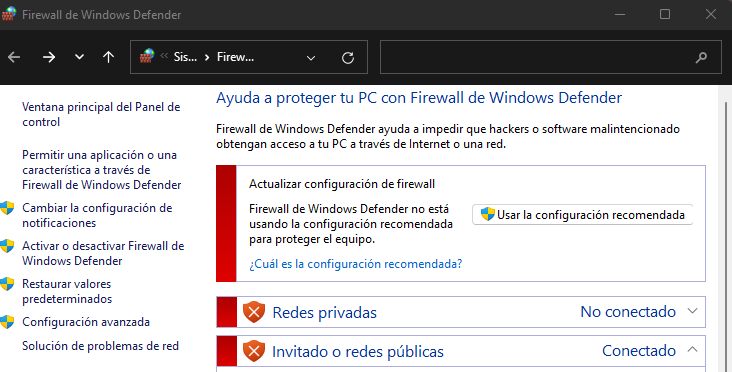 Firewall de Windows Defender
Sis... Firew...
Ventana principal del Panel de
control
Permitir una aplicación o una
característica a través de
Firewall de Windows Defender
Cambiar la configuración de
notificaciones
Activar o desactivar Firewall de
Windows Defender
Restaurar valores
predeterminados
Configuración avanzada
Solución de problemas de red
Ayuda a proteger tu PC con Firewall de Windows Defender
Firewall de Windows Defender ayuda a impedir que hackers o software malintencionado
obtengan acceso a tu PC a través de Internet o una red.
Actualizar configuración de firewall
Firewall de Windows Defender no está
usando la configuración recomendada
para proteger el equipo.
Usar la configuración recomendada
¿Cuál es la configuración recomendada?
Redes privadas No conectado
Invitado o redes públicas Conectado